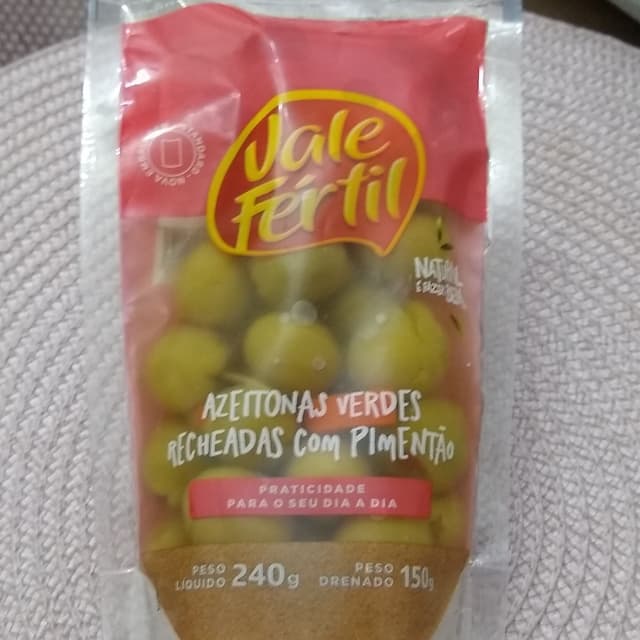 Vale
Fértil
NATURAL
AZEITONAS VERDES
RECHEADAS COM PIMENTÃO
PRATICIDADE
PARA O SEU DIA A DIA
PESO
LÍQUIDO 240g
PESO
DRENADO 150g